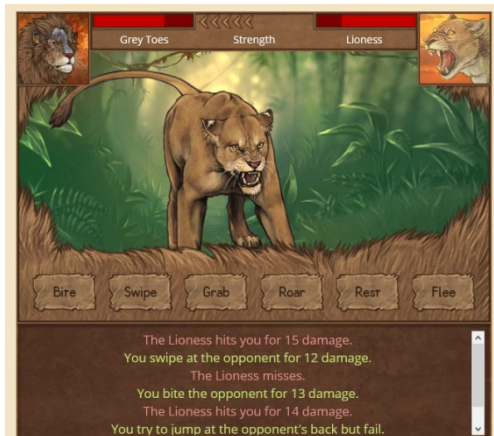 Grey Toes
Strength
Lioness
Bite
Swipe
Grab
Roar
Rest
Flee
The Lioness hits you for 15 damage.
You swipe at the opponent for 12 damage.
The Lioness misses.
You bite the opponent for 13 damage.
The Lioness hits you for 14 damage.
You try to jump at the opponent's back but fail.